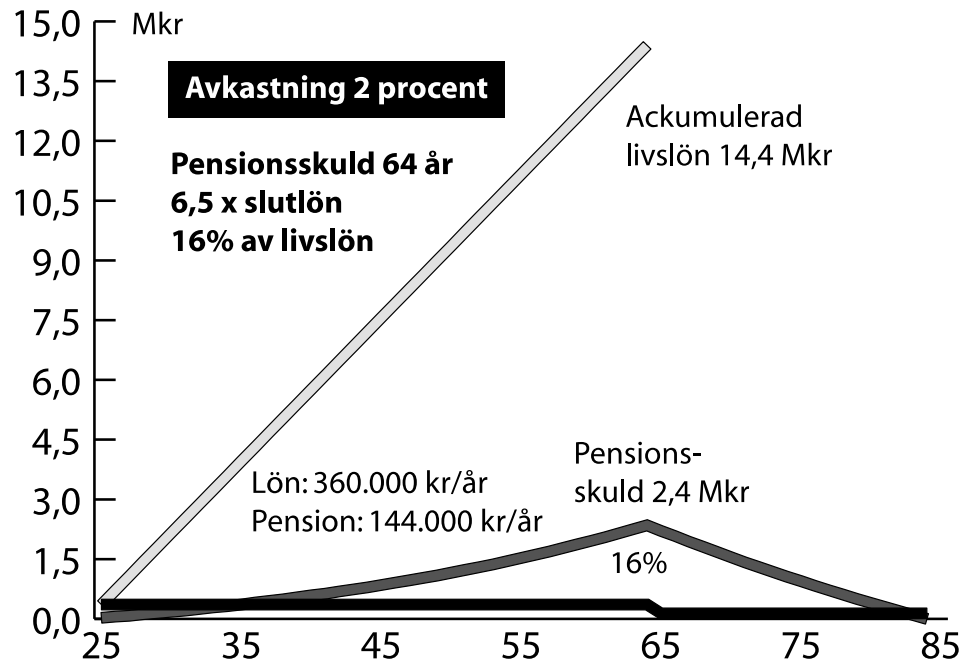 15,0 Mkr
13,5
Avkastning 2 procent
12,0
Ackumulerad
livslön 14,4 Mkr
Pensionsskuld 64 år
10,5
6,5 x slutlön
16% av livslön
9,0
7,5
6,0
4,5
Pensions-
skuld 2,4 Mkr
Lön: 360.000 kr/år
3,0
Pension: 144.000 kr/år
1,5
16%
0,0
25 35 45 55 65 75 85